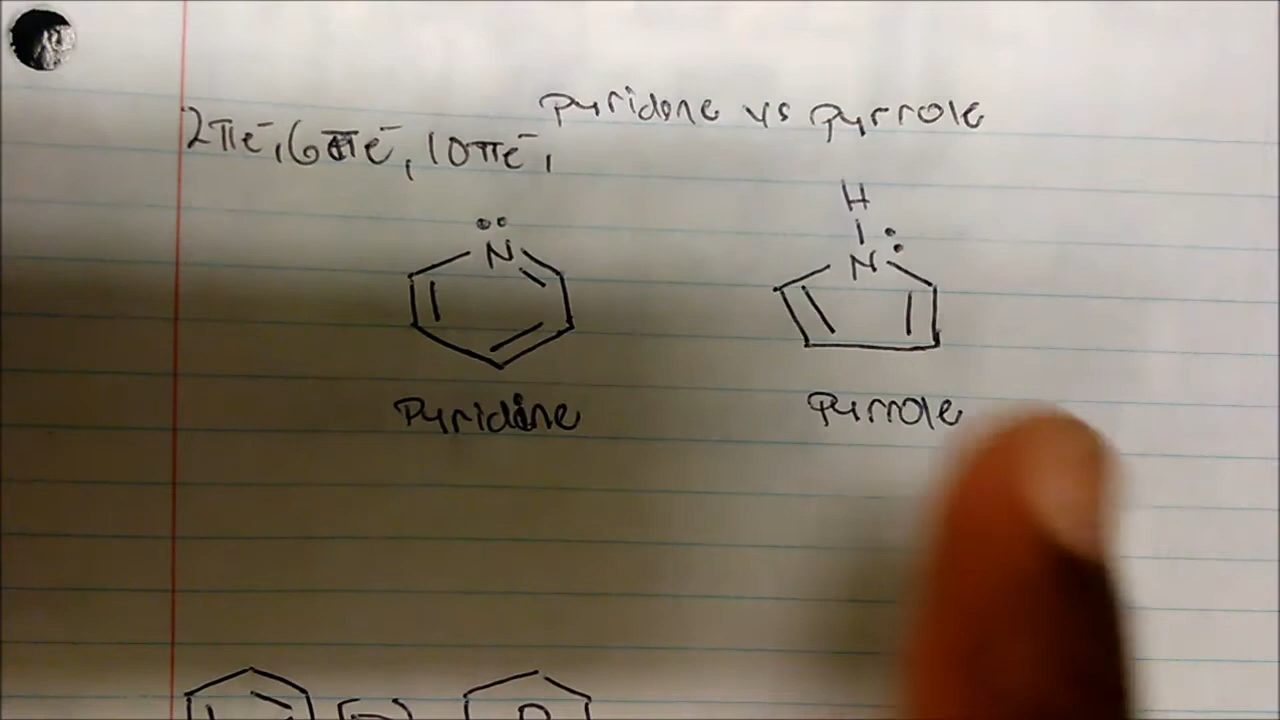 pyridine vs pyrrole
2πe⁻, 6πe⁻, 10πe⁻,
H
N
N
Pyridine
Pyrrole